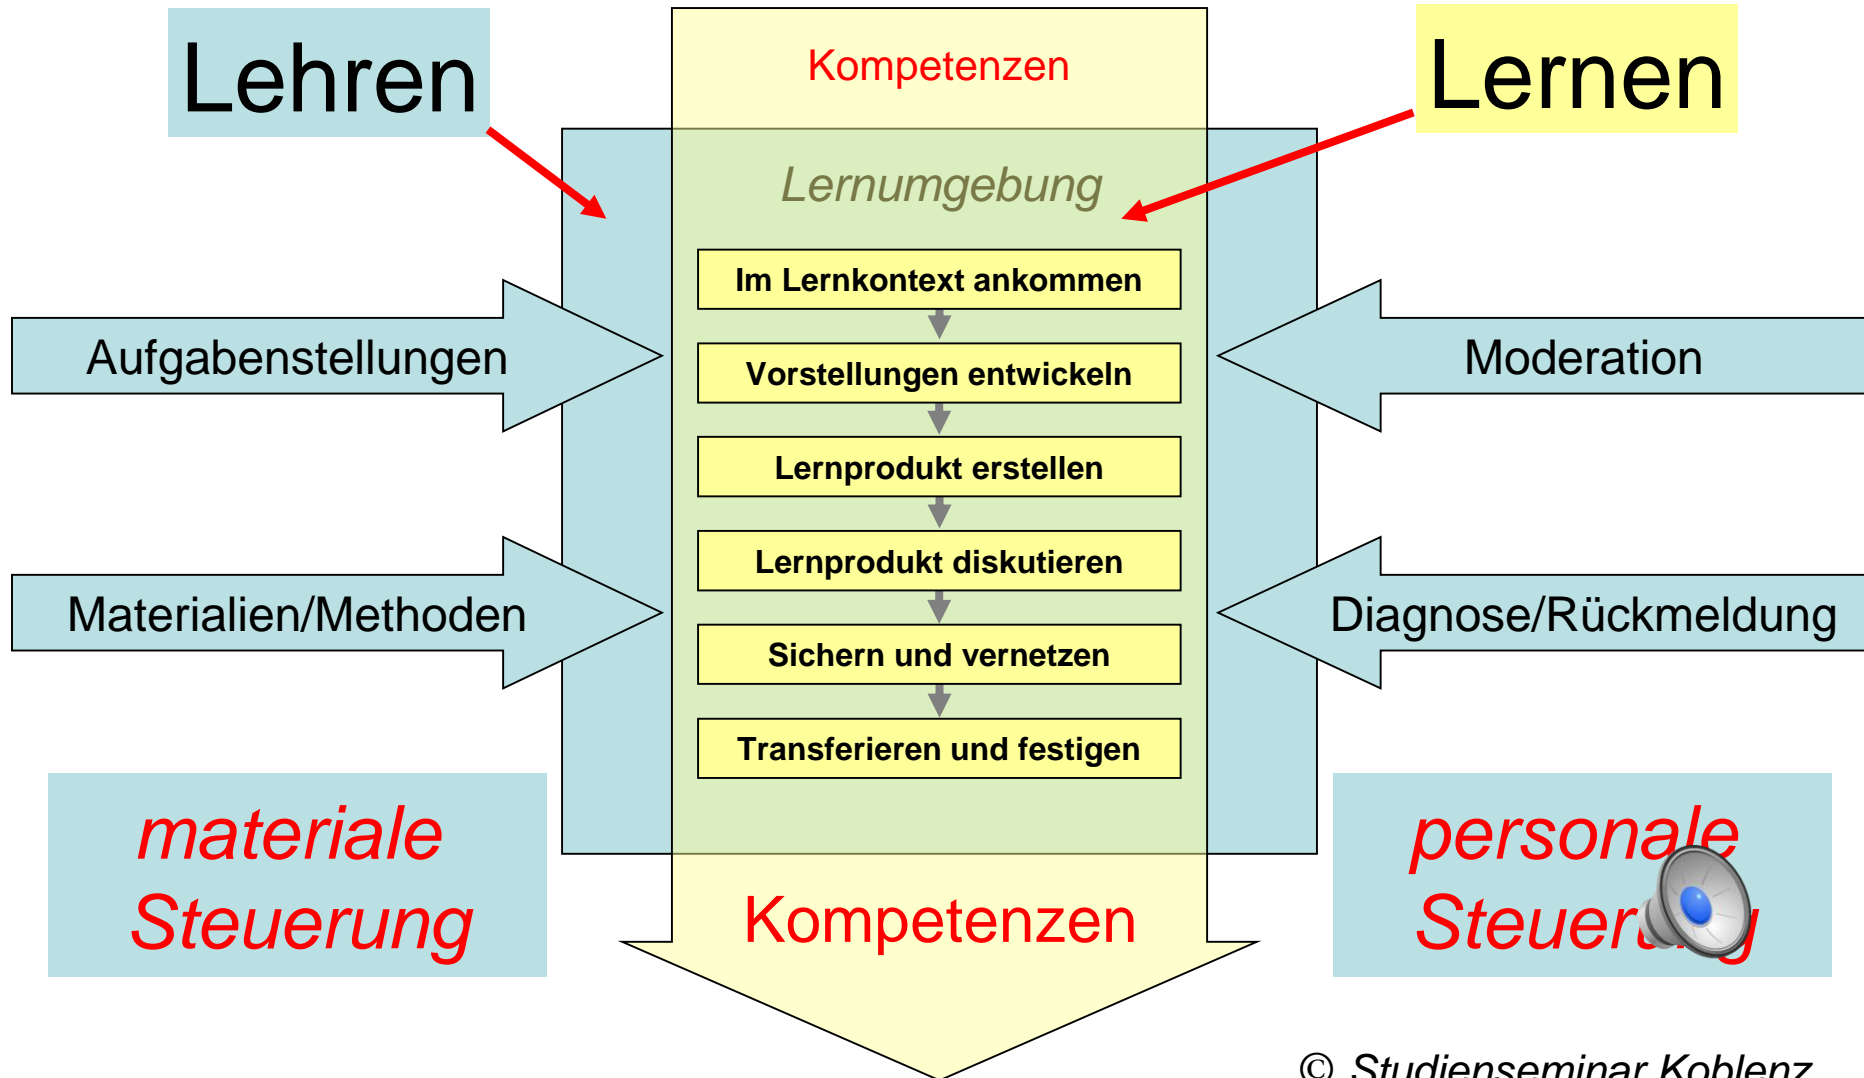 Lehren
Kompetenzen
Lernen
Lernumgebung
Im Lernkontext ankommen
Aufgabenstellungen
Moderation
Vorstellungen entwickeln
Lernprodukt erstellen
Lernprodukt diskutieren
Materialien/Methoden
Diagnose/Rückmeldung
Sichern und vernetzen
Transferieren und festigen
materiale
Steuerung
Kompetenzen
personale
Steuerung
© Studienseminar Koblenz